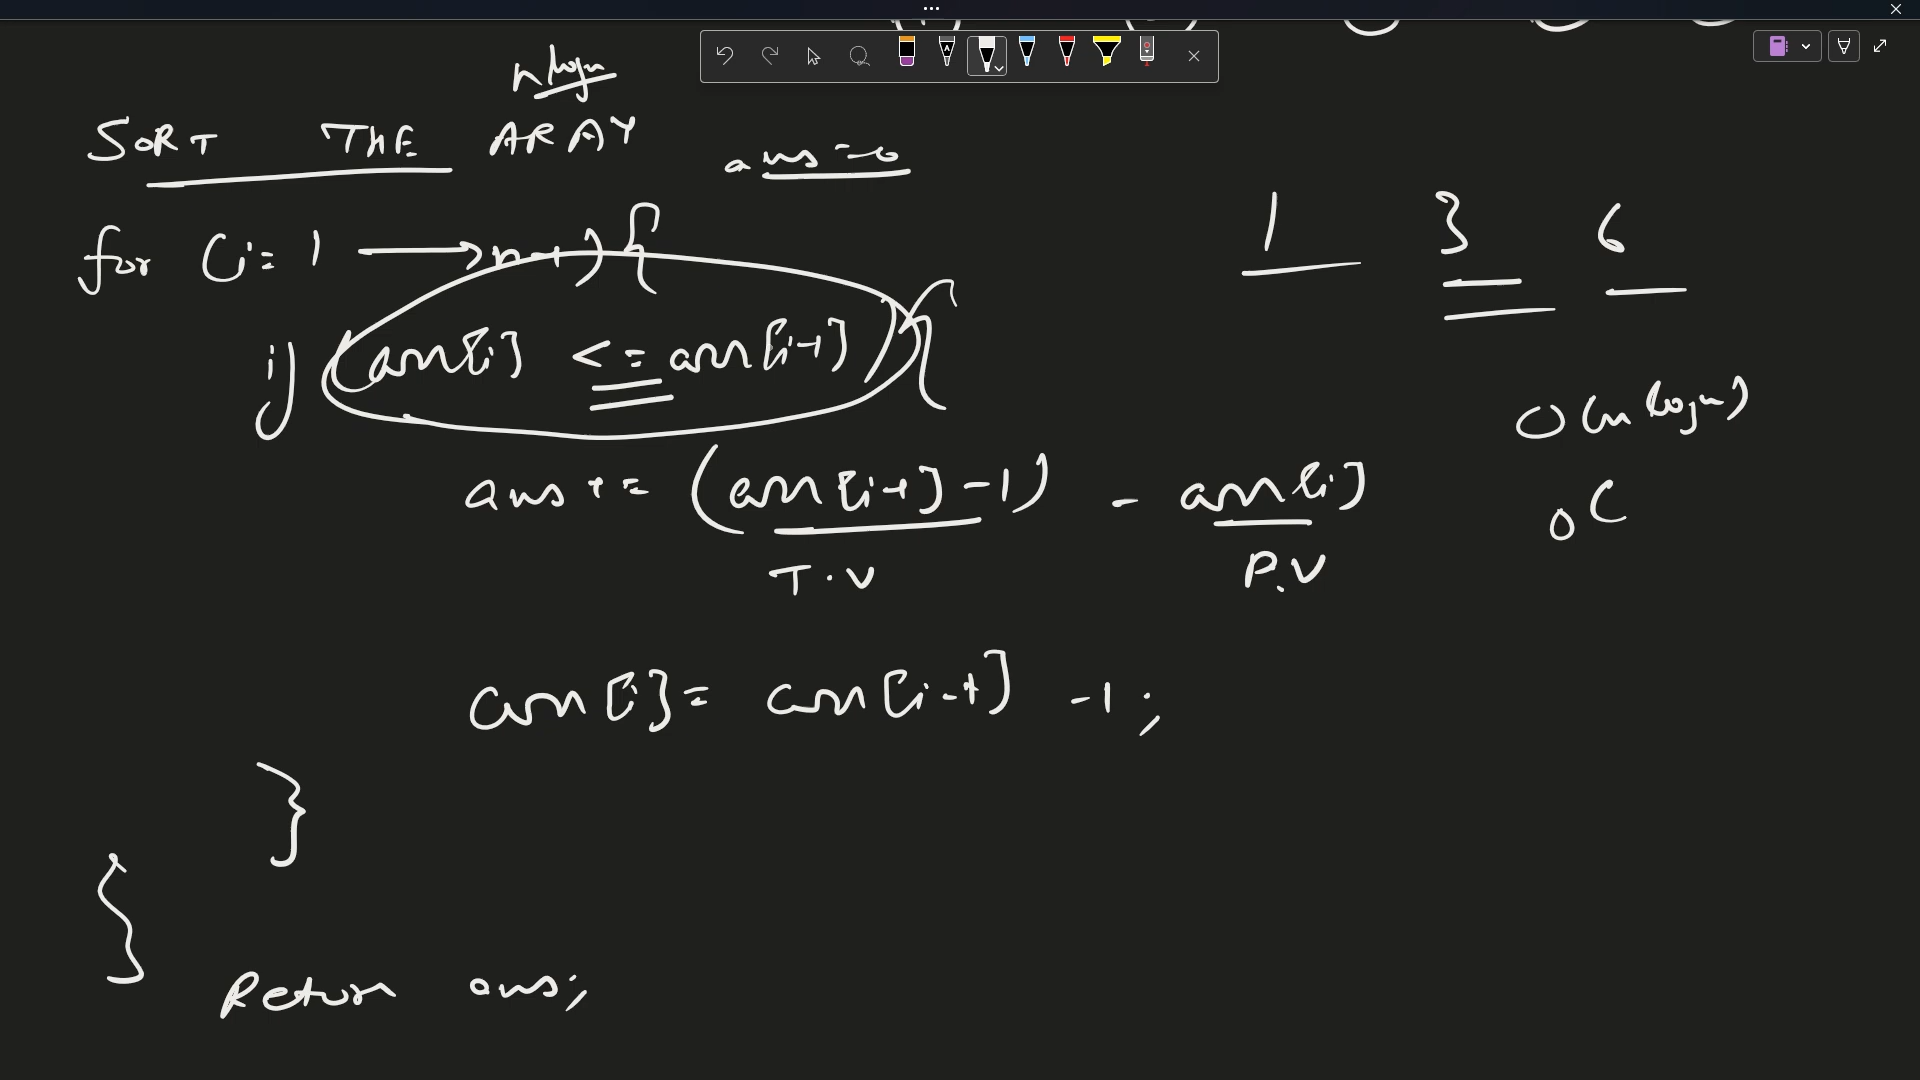 nlogn
SORT THE ARAY
ans = 0
for (i = 1 → n-1) {
1 3 6
if (arr[i] <= arr[i-1]) {
O(n logn)
ans += (arr[i-1] -1) - arr[i]
O(
T.V P.V
arr[i] = arr[i-1] -1;
}
}
Return ans;